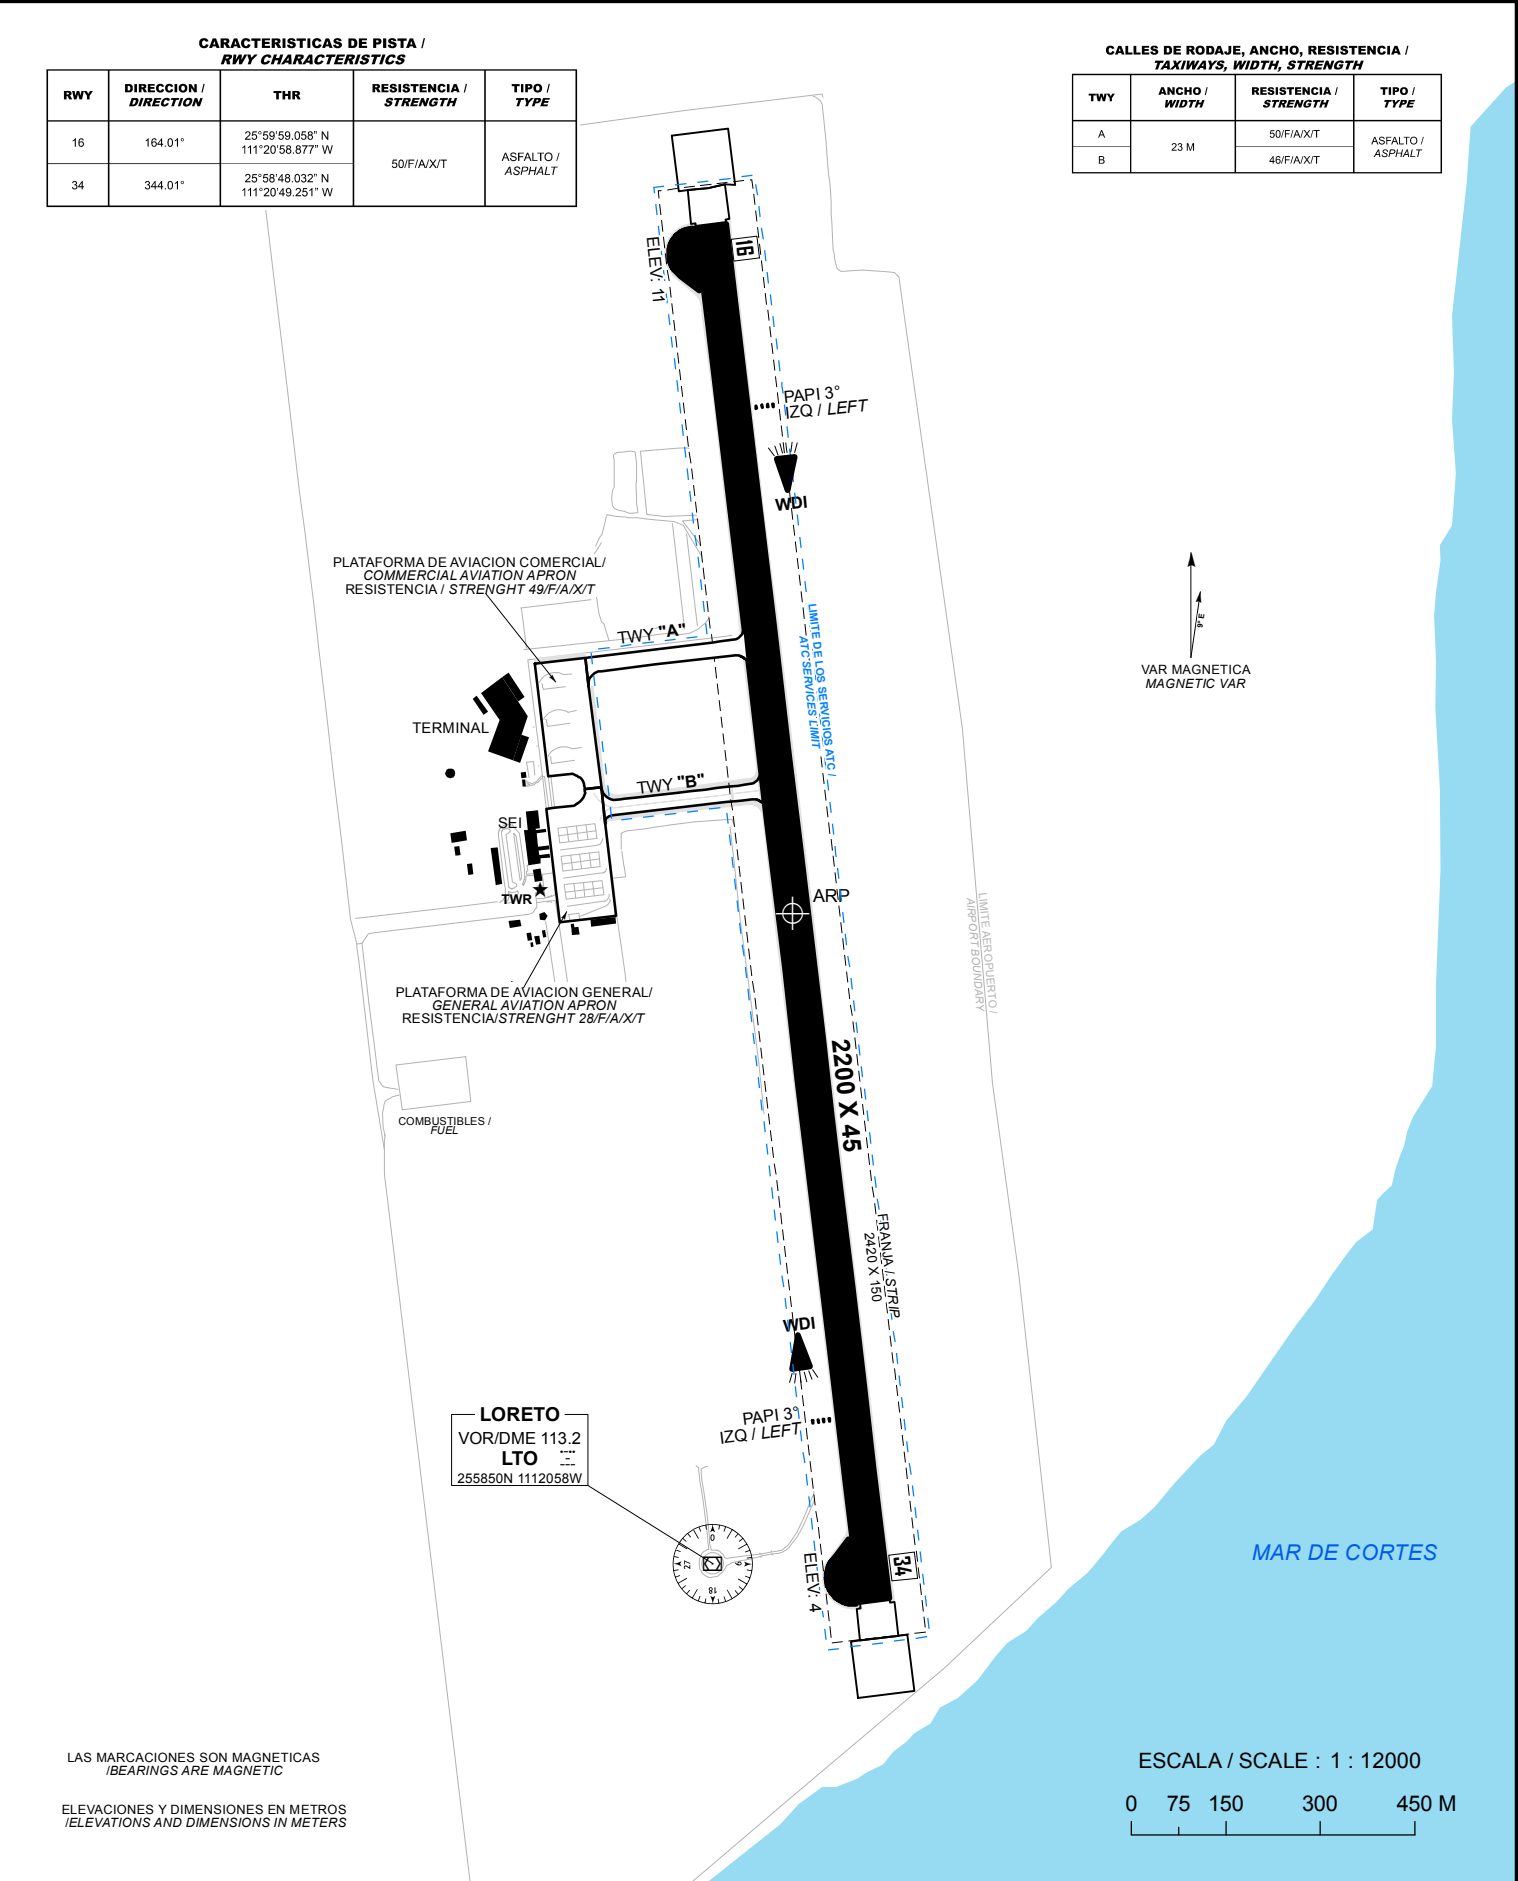 CARACTERISTICAS DE PISTA /
RWY CHARACTERISTICS
RWY
DIRECCION /
DIRECTION
THR
RESISTENCIA /
STRENGTH
TIPO /
TYPE
16
164.01°
25°59'59.058" N
111°20'58.877" W
50/F/A/X/T
ASFALTO /
ASPHALT
34
344.01°
25°58'48.032" N
111°20'49.251" W
CALLES DE RODAJE, ANCHO, RESISTENCIA /
TAXIWAYS, WIDTH, STRENGTH
TWY
ANCHO /
WIDTH
RESISTENCIA /
STRENGTH
TIPO /
TYPE
A
23 M
50/F/A/X/T
ASFALTO /
ASPHALT
B
46/F/A/X/T
16
ELEV: 11
PAPI 3°
IZQ / LEFT
WDI
PLATAFORMA DE AVIACION COMERCIAL/
COMMERCIAL AVIATION APRON
RESISTENCIA / STRENGHT 49/F/A/X/T
TWY "A"
LIMITE DE LOS SERVICIOS ATC /
ATC SERVICES LIMIT
9° E
VAR MAGNETICA
MAGNETIC VAR
TERMINAL
TWY "B"
SEI
TWR
ARP
LIMITE AEROPUERTO /
AIRPORT BOUNDARY
PLATAFORMA DE AVIACION GENERAL/
GENERAL AVIATION APRON
RESISTENCIA/STRENGHT 28/F/A/X/T
2200 X 45
COMBUSTIBLES /
FUEL
FRANJA / STRIP
2420 X 150
WDI
PAPI 3°
IZQ / LEFT
LORETO
VOR/DME 113.2
LTO
255850N 1112058W
0
9
18
27
ELEV: 4
34
MAR DE CORTES
LAS MARCACIONES SON MAGNETICAS
/BEARINGS ARE MAGNETIC
ELEVACIONES Y DIMENSIONES EN METROS
/ELEVATIONS AND DIMENSIONS IN METERS
ESCALA / SCALE : 1 : 12000
0 75 150 300 450 M